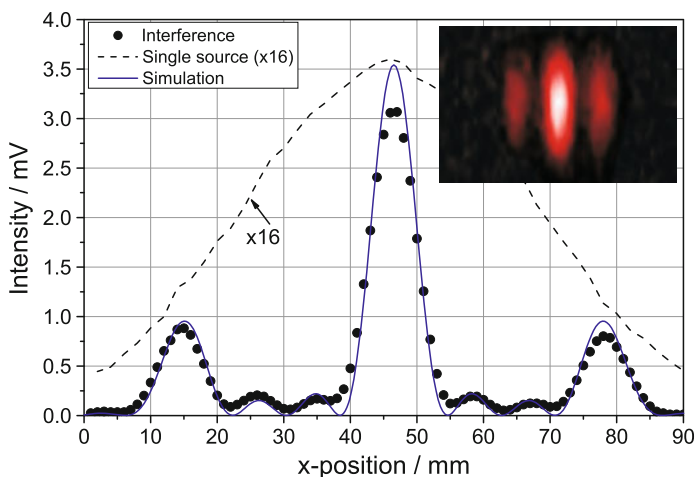 Interference
Single source (x16)
Simulation
x16
Intensity / mV
4.0
3.5
3.0
2.5
2.0
1.5
1.0
0.5
0.0
0 10 20 30 40 50 60 70 80 90
x-position / mm